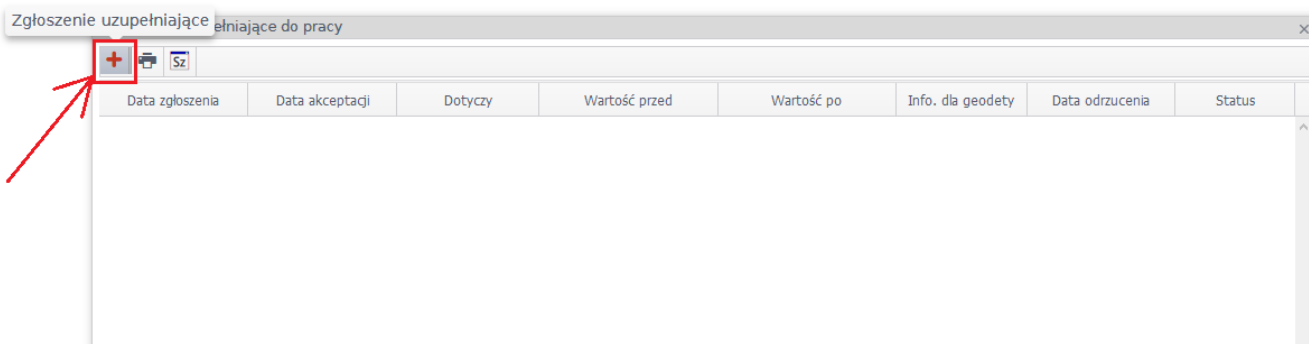 Zgłoszenie uzupełniające
ełniające do pracy
Sz
Data zgłoszenia Data akceptacji Dotyczy Wartość przed Wartość po Info. dla geodety Data odrzucenia Status